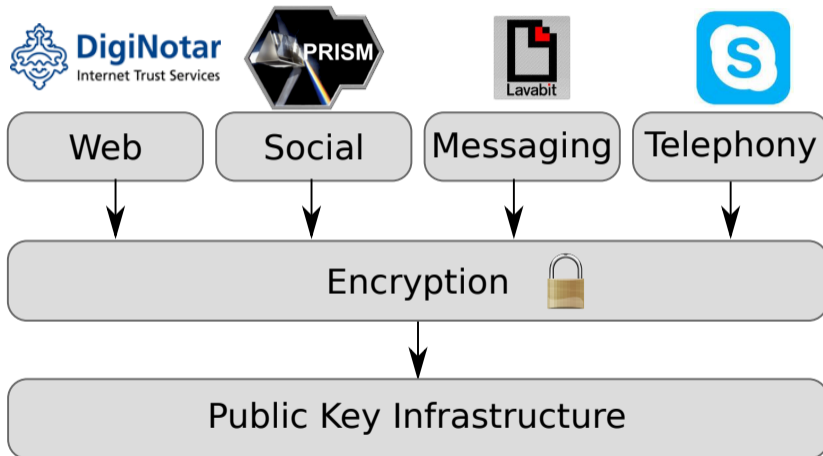 DigiNotar
Internet Trust Services
PRISM
Lavabit
S
Web
Social
Messaging
Telephony
Encryption
Public Key Infrastructure